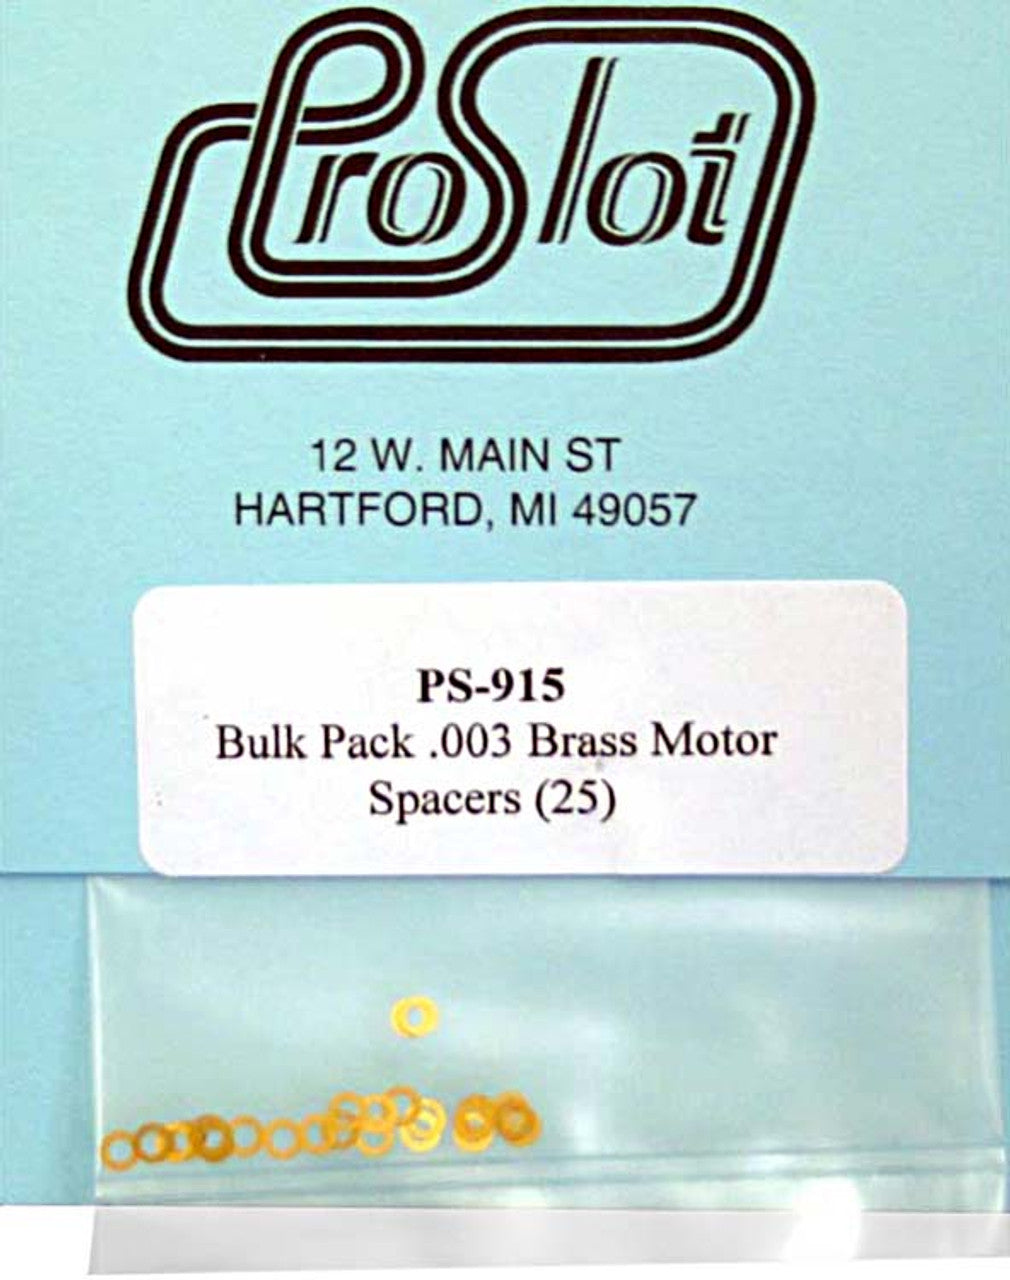 ProSlot
12 W. MAIN ST
HARTFORD, MI 49057
PS-915
Bulk Pack .003 Brass Motor
Spacers (25)